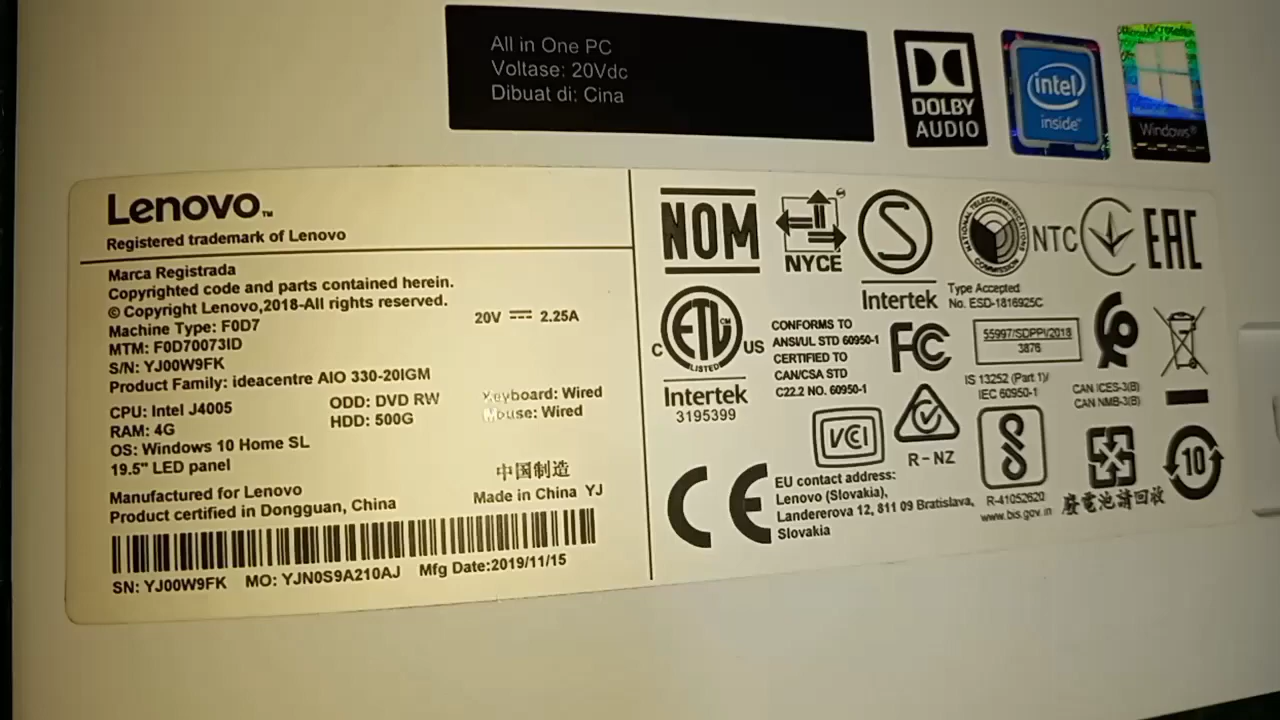 All in One PC
Voltase: 20Vdc
Dibuat di: Cina
DOLBY
AUDIO
intel
inside
Windows®
Lenovo™
Registered trademark of Lenovo
Marca Registrada
Copyrighted code and parts contained herein.
© Copyright Lenovo,2018-All rights reserved.
Machine Type: F0D7
20V 2.25A
MTM: F0D70073ID
S/N: YJ00W9FK
Product Family: ideacentre AIO 330-20IGM
CPU: Intel J4005
ODD: DVD RW
Keyboard: Wired
RAM: 4G
HDD: 500G
Mouse: Wired
OS: Windows 10 Home SL
19.5" LED panel
中国制造
Manufactured for Lenovo
Made in China YJ
Product certified in Dongguan, China
SN: YJ00W9FK MO: YJN0S9A210AJ Mfg Date:2019/11/15
NOM
NYCE
S
Intertek
NATIONAL TELECOMMUNICATIONS COMMISSION
NTC
EAC
Type Accepted
No. ESD-1816925C
ETL CM
LISTED
C US
Intertek
3195399
CONFORMS TO
ANSI/UL STD 60950-1
CERTIFIED TO
CAN/CSA STD
C22.2 NO. 60950-1
FC
55997/SDPPI/2018
3876
IS 13252 (Part 1)/
IEC 60950-1
CAN ICES-3(B)
CAN NMB-3(B)
VCI
R-NZ
R-41052620
www.bis.gov.in
10
廢電池請回收
CE
EU contact address:
Lenovo (Slovakia),
Landererova 12, 811 09 Bratislava,
Slovakia